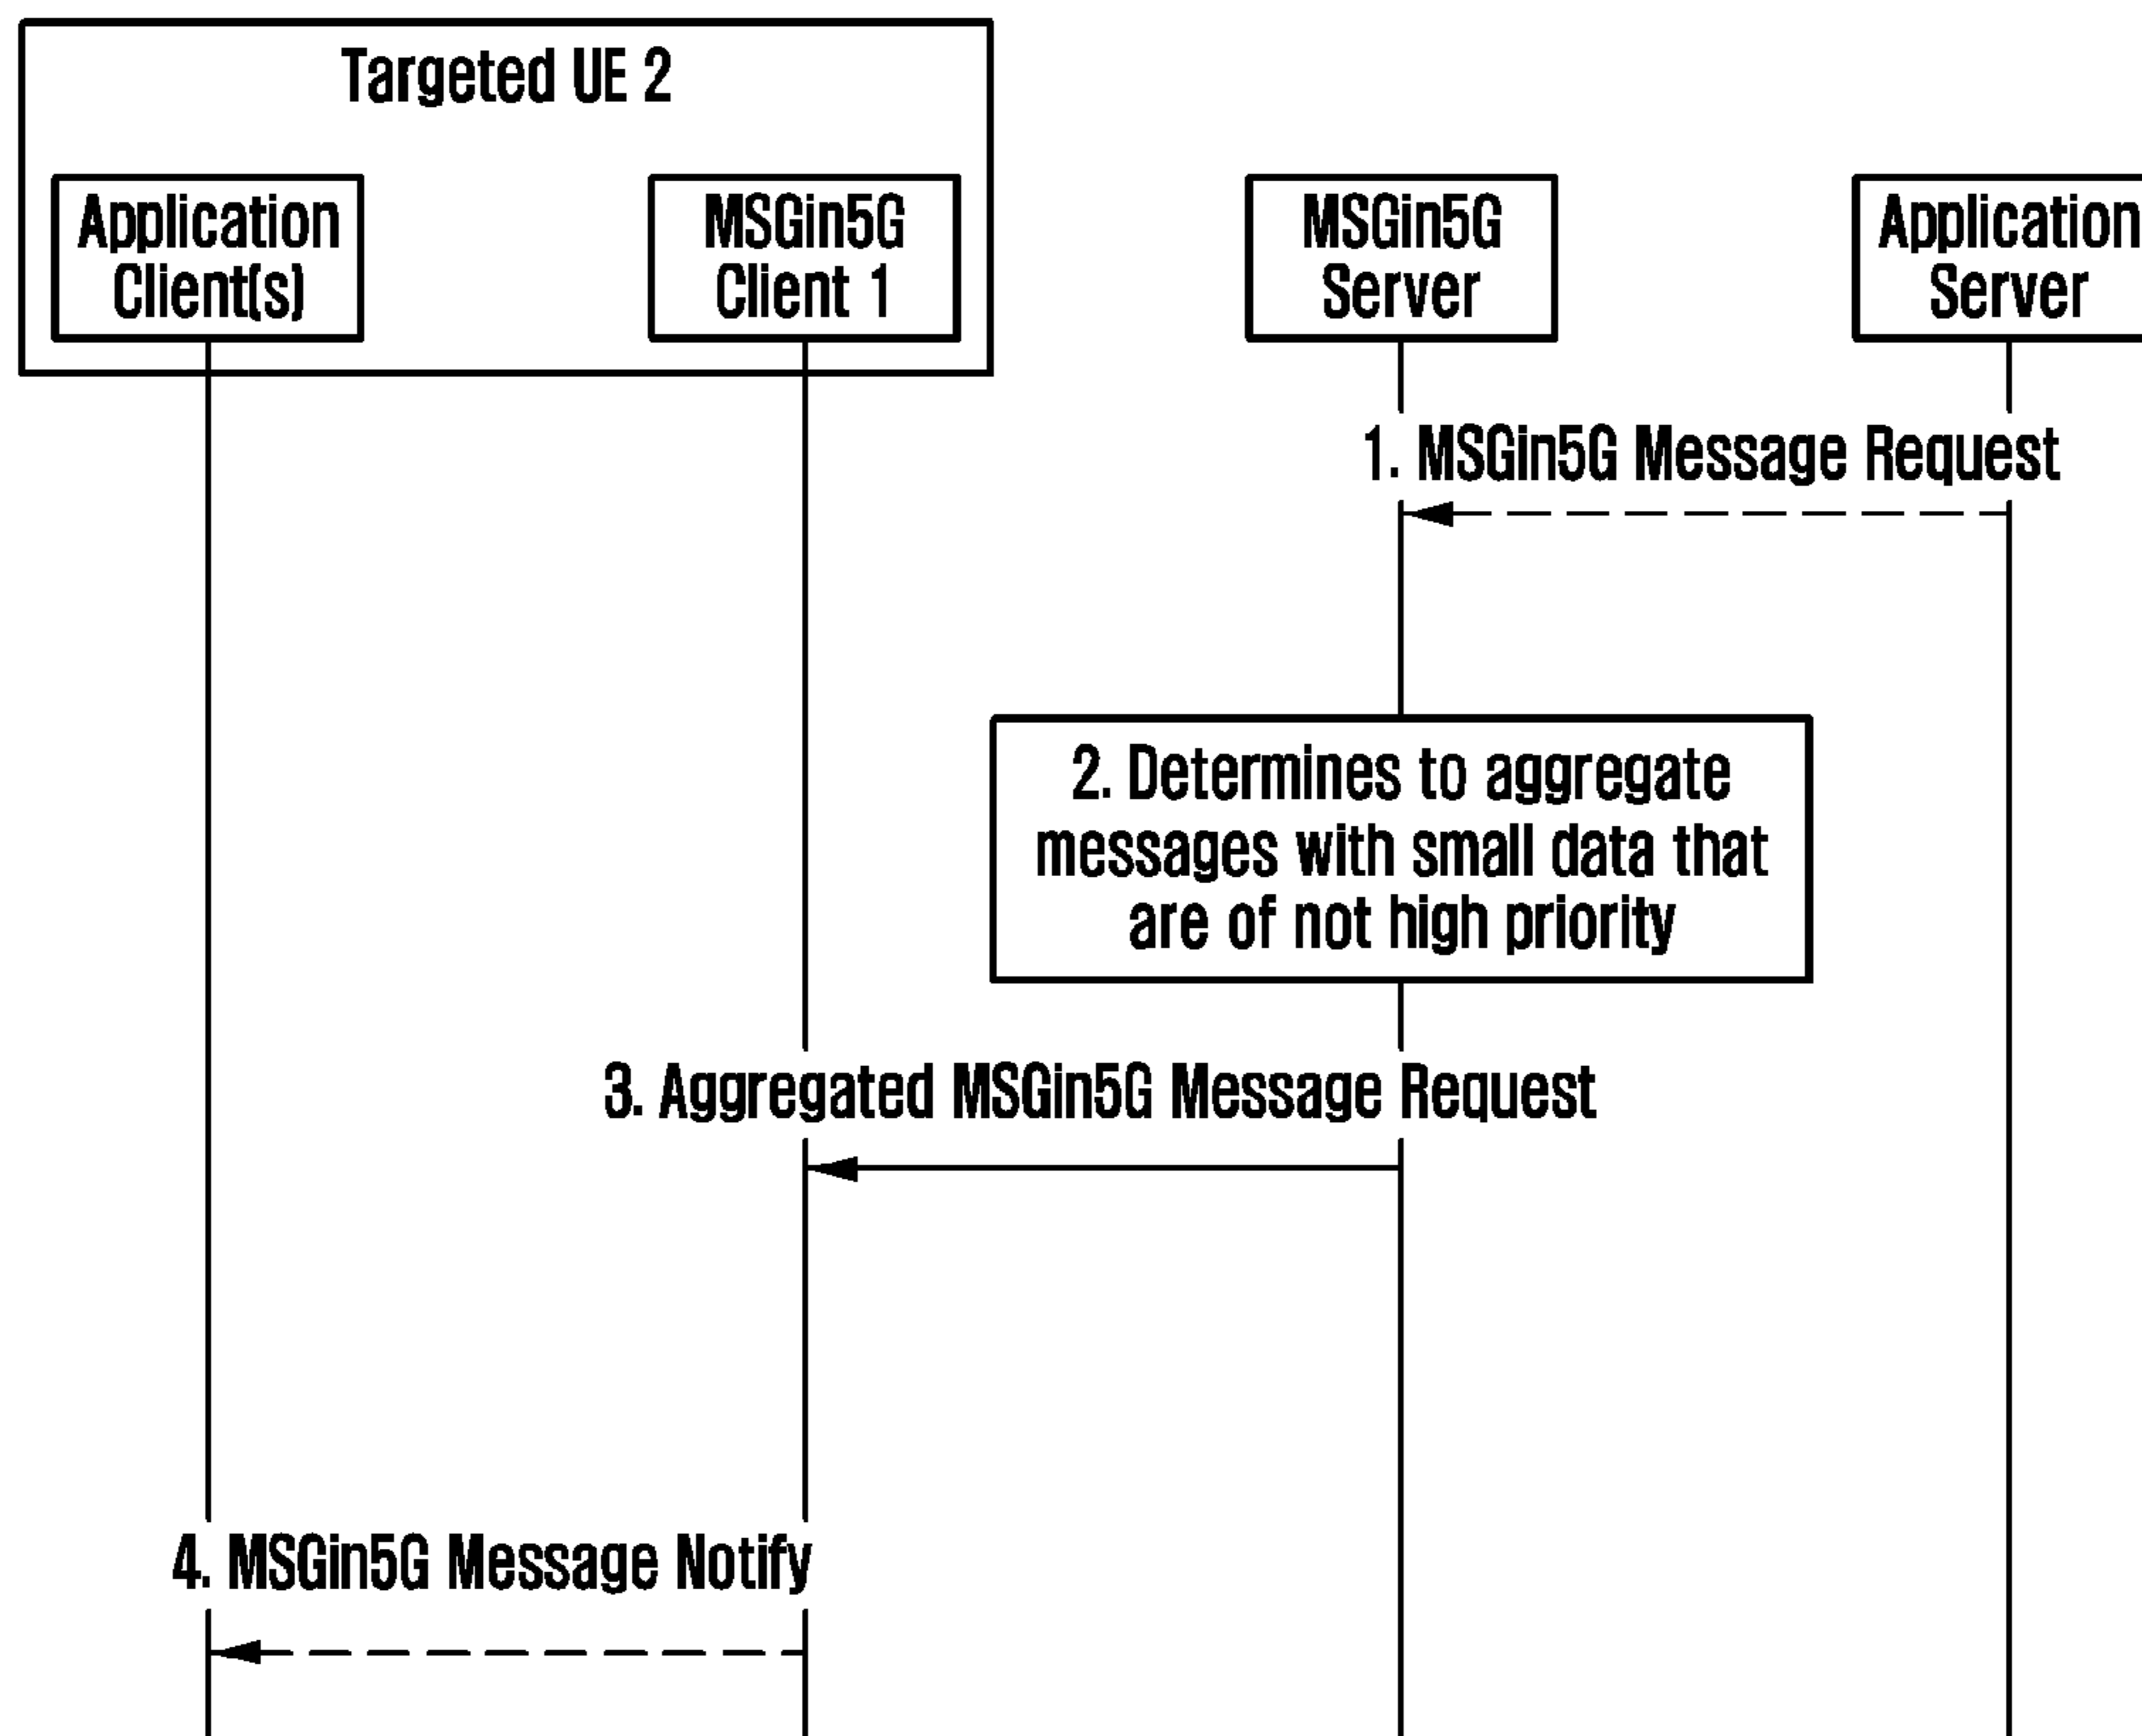 Targeted UE 2
Application
Client(s)
MSGin5G
Client 1
MSGin5G
Server
Application
Server
1. MSGin5G Message Request
2. Determines to aggregate
messages with small data that
are of not high priority
3. Aggregated MSGin5G Message Request
4. MSGin5G Message Notify